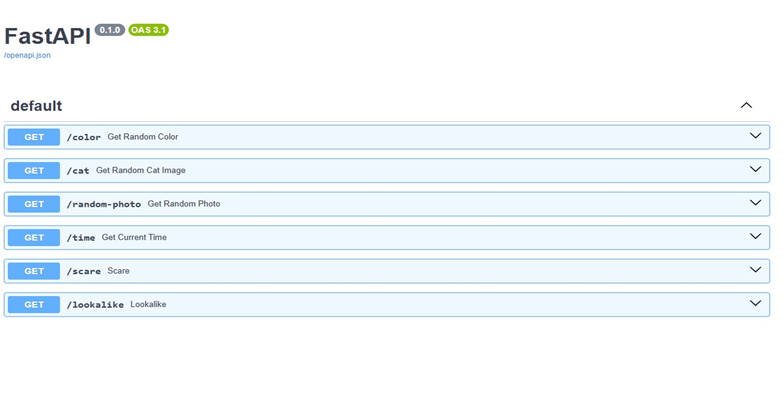 FastAPI 0.1.0 OAS 3.1
/openapi.json
default
GET /color Get Random Color
GET /cat Get Random Cat Image
GET /random-photo Get Random Photo
GET /time Get Current Time
GET /scare Scare
GET /lookalike Lookalike